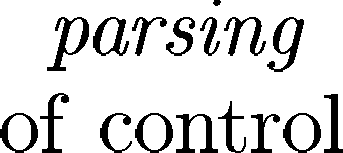 parsing
of control